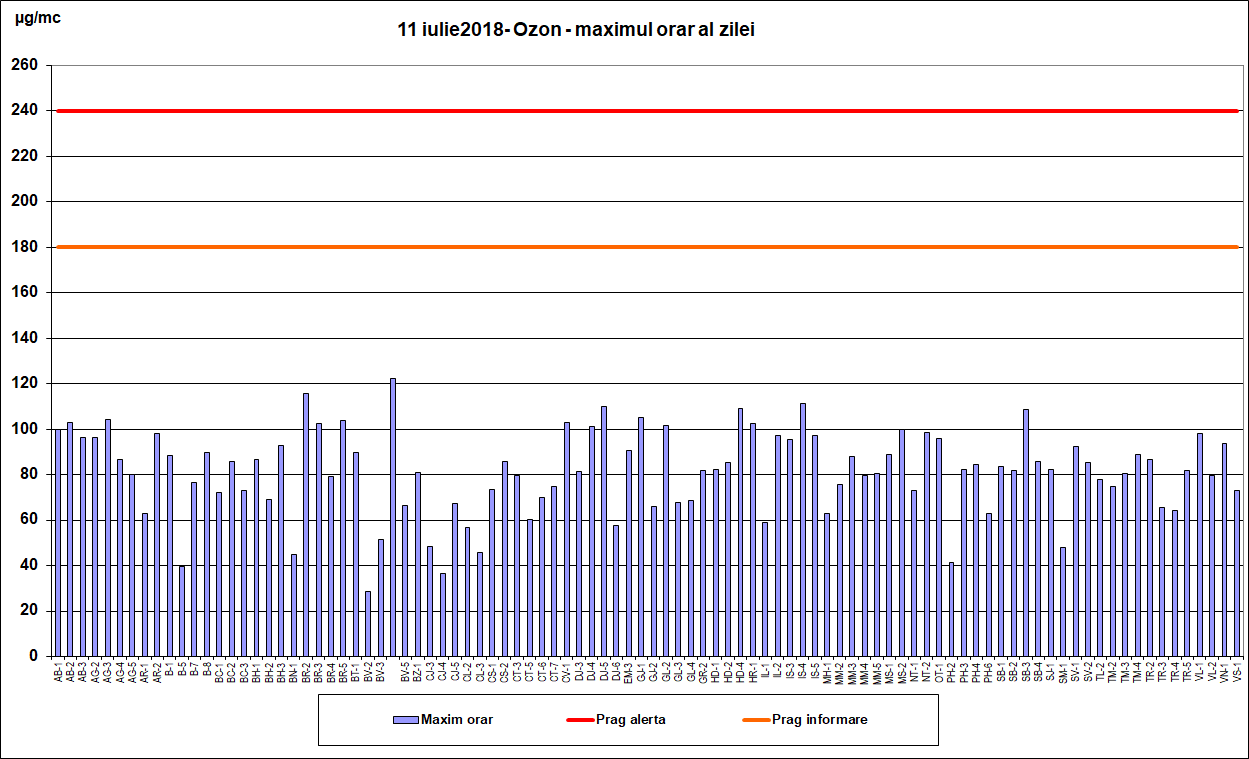 µg/mc
11 iulie2018- Ozon - maximul orar al zilei
260
240
220
200
180
160
140
120
100
80
60
40
20
0
AB-1
AB-2
AB-3
AG-2
AG-3
AG-4
AG-5
AR-1
AR-2
B-1
B-5
B-7
B-8
BC-1
BC-2
BC-3
BH-1
BH-2
BH-3
BN-1
BR-2
BR-3
BR-4
BR-5
BT-1
BV-2
BV-3
BV-5
BZ-1
CJ-3
CJ-4
CJ-5
CL-2
CL-3
CS-1
CS-2
CT-3
CT-5
CT-6
CT-7
CV-1
DJ-3
DJ-4
DJ-5
DJ-6
EM-3
GJ-1
GJ-2
GL-2
GL-3
GL-4
GR-2
HD-1
HD-2
HD-4
HR-1
IL-1
IL-2
IS-3
IS-4
IS-5
MH-1
MM-2
MM-3
MM-4
MM-5
MS-1
MS-2
NT-1
NT-2
OT-1
PH-2
PH-3
PH-4
PH-6
SB-1
SB-2
SB-3
SB-4
SJ-1
SM-1
SV-1
SV-2
TL-2
TM-2
TM-3
TM-4
TR-2
TR-3
TR-4
TR-5
VL-1
VL-2
VN-1
VS-1
Maxim orar
Prag alerta
Prag informare